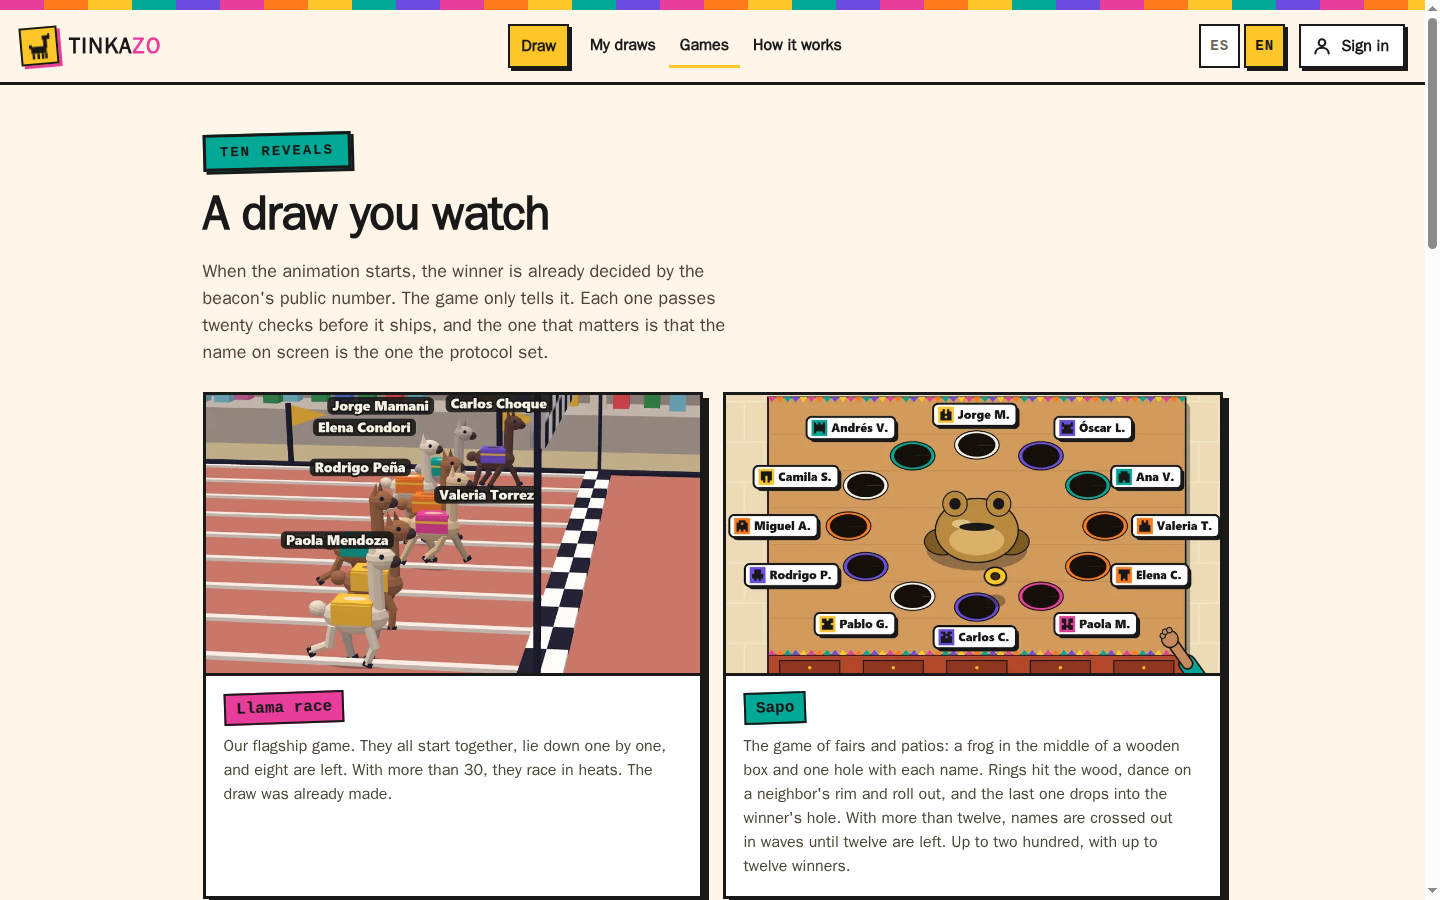 TINKAZO
Draw
My draws
Games
How it works
ES
EN
Sign in
TEN REVEALS
A draw you watch
When the animation starts, the winner is already decided by the
beacon's public number. The game only tells it. Each one passes
twenty checks before it ships, and the one that matters is that the
name on screen is the one the protocol set.
Jorge Mamani
Carlos Choque
Elena Condori
Rodrigo Peña
Valeria Torrez
Paola Mendoza
Jorge M.
Andrés V.
Óscar L.
Camila S.
Ana V.
Miguel A.
Valeria T.
Rodrigo P.
Elena C.
Pablo G.
Paola M.
Carlos C.
Llama race
Our flagship game. They all start together, lie down one by one,
and eight are left. With more than 30, they race in heats. The
draw was already made.
Sapo
The game of fairs and patios: a frog in the middle of a wooden
box and one hole with each name. Rings hit the wood, dance on
a neighbor's rim and roll out, and the last one drops into the
winner's hole. With more than twelve, names are crossed out
in waves until twelve are left. Up to two hundred, with up to
twelve winners.